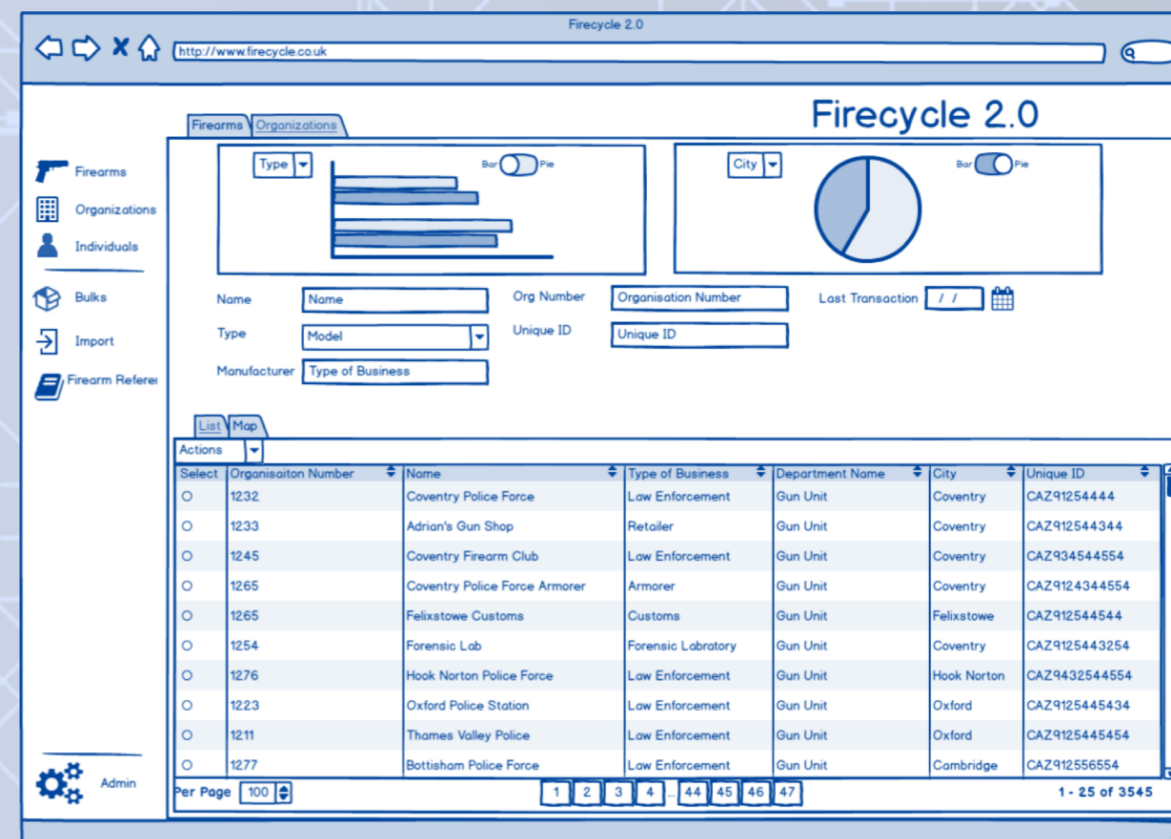 Firecycle 2.0
http://www.firecycle.co.uk
Firecycle 2.0
Firearms Organizations
Firearms
Organizations
Individuals
Bulks
Import
Firearm Referen
Admin
Type Bar Pie
City Bar Pie
Name Name Org Number Organisation Number Last Transaction / /
Type Model Unique ID Unique ID
Manufacturer Type of Business
List Map
Actions
Select Organisaiton Number Name Type of Business Department Name City Unique ID
1232 Coventry Police Force Law Enforcement Gun Unit Coventry CAZ91254444
1233 Adrian's Gun Shop Retailer Gun Unit Coventry CAZ912544344
1245 Coventry Firearm Club Law Enforcement Gun Unit Coventry CAZ934544554
1265 Coventry Police Force Armorer Armorer Gun Unit Coventry CAZ9124344554
1265 Felixstowe Customs Customs Gun Unit Felixstowe CAZ912544544
1254 Forensic Lab Forensic Labratory Gun Unit Coventry CAZ9125443254
1276 Hook Norton Police Force Law Enforcement Gun Unit Hook Norton CAZ9432544554
1223 Oxford Police Station Law Enforcement Gun Unit Oxford CAZ9125445434
1211 Thames Valley Police Law Enforcement Gun Unit Oxford CAZ9125445454
1277 Bottisham Police Force Law Enforcement Gun Unit Cambridge CAZ912556554
Per Page 100 1 2 3 4 ... 44 45 46 47 1 - 25 of 3545